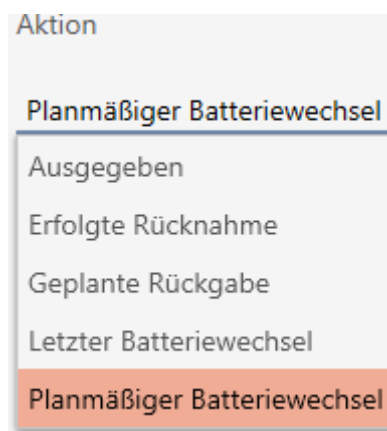 Aktion
Planmäßiger Batteriewechsel
Ausgegeben
Erfolgte Rücknahme
Geplante Rückgabe
Letzter Batteriewechsel
Planmäßiger Batteriewechsel